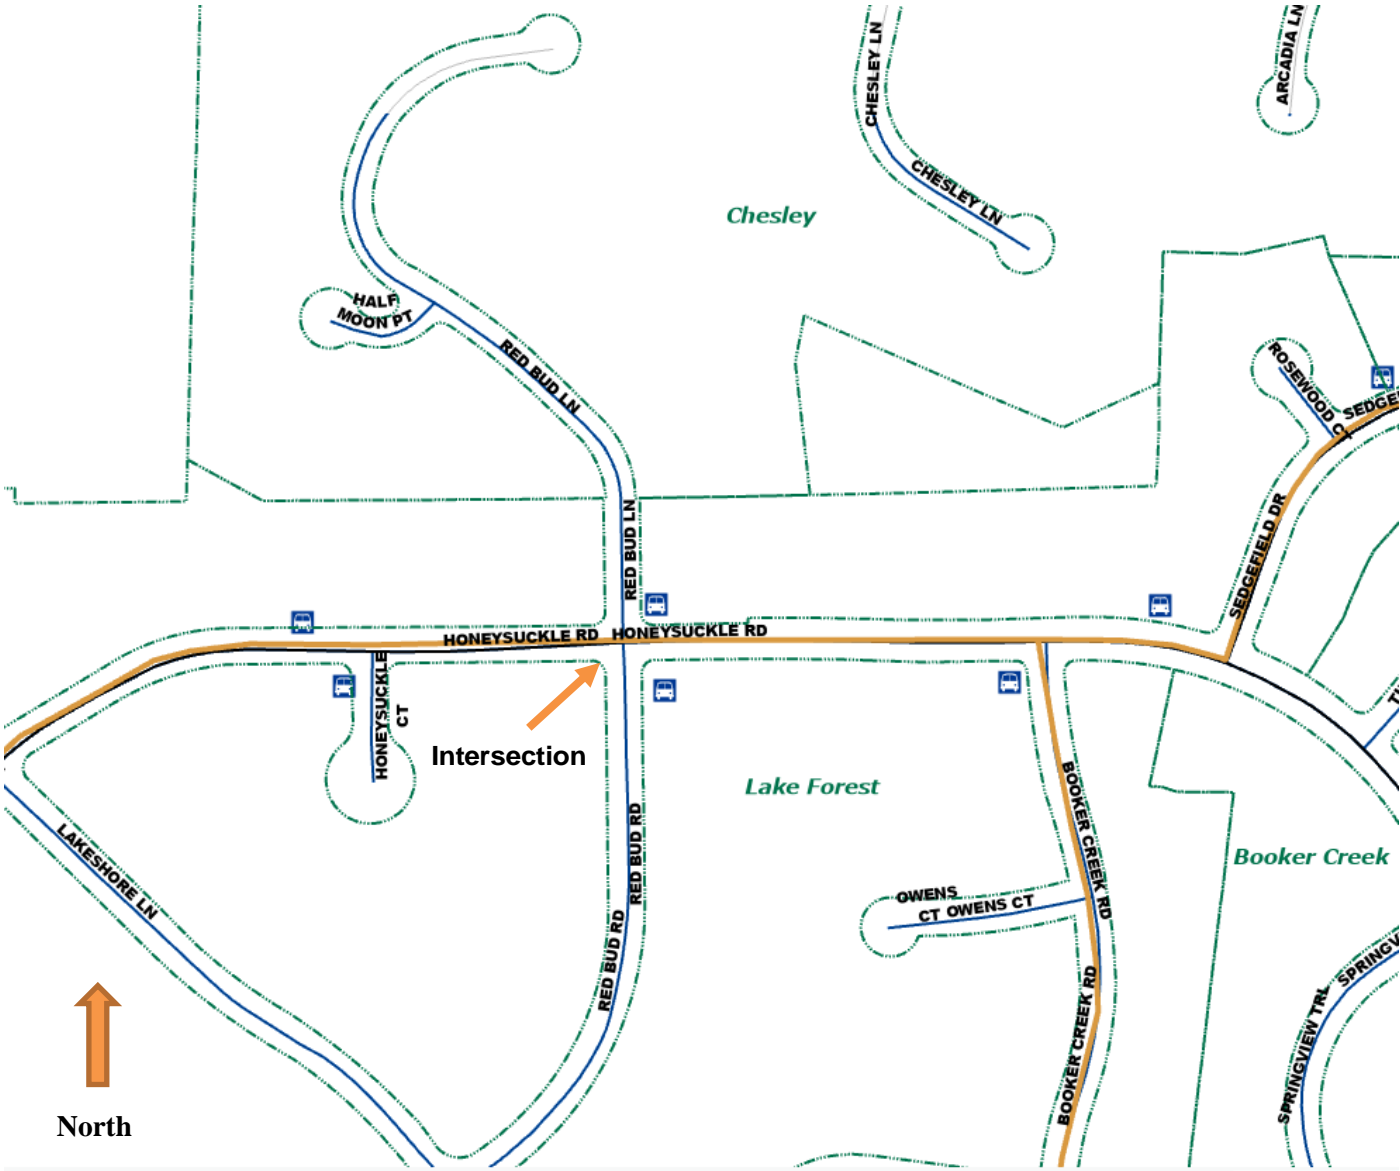 CHESLEY LN
ARCADIA LN
CHESLEY LN
Chesley
HALF
MOON PT
RED BUD LN
ROSEWOOD CT
SEDGEF
RED BUD LN
SEDGEFIELD DR
HONEYSUCKLE RD
HONEYSUCKLE RD
HONEYSUCKLE
CT
Intersection
Lake Forest
BOOKER CREEK RD
Booker Creek
LAKESHORE LN
RED BUD RD
OWENS
CT OWENS CT
RED BUD RD
BOOKER CREEK RD
SPRINGV
SPRINGVIEW TRL
North